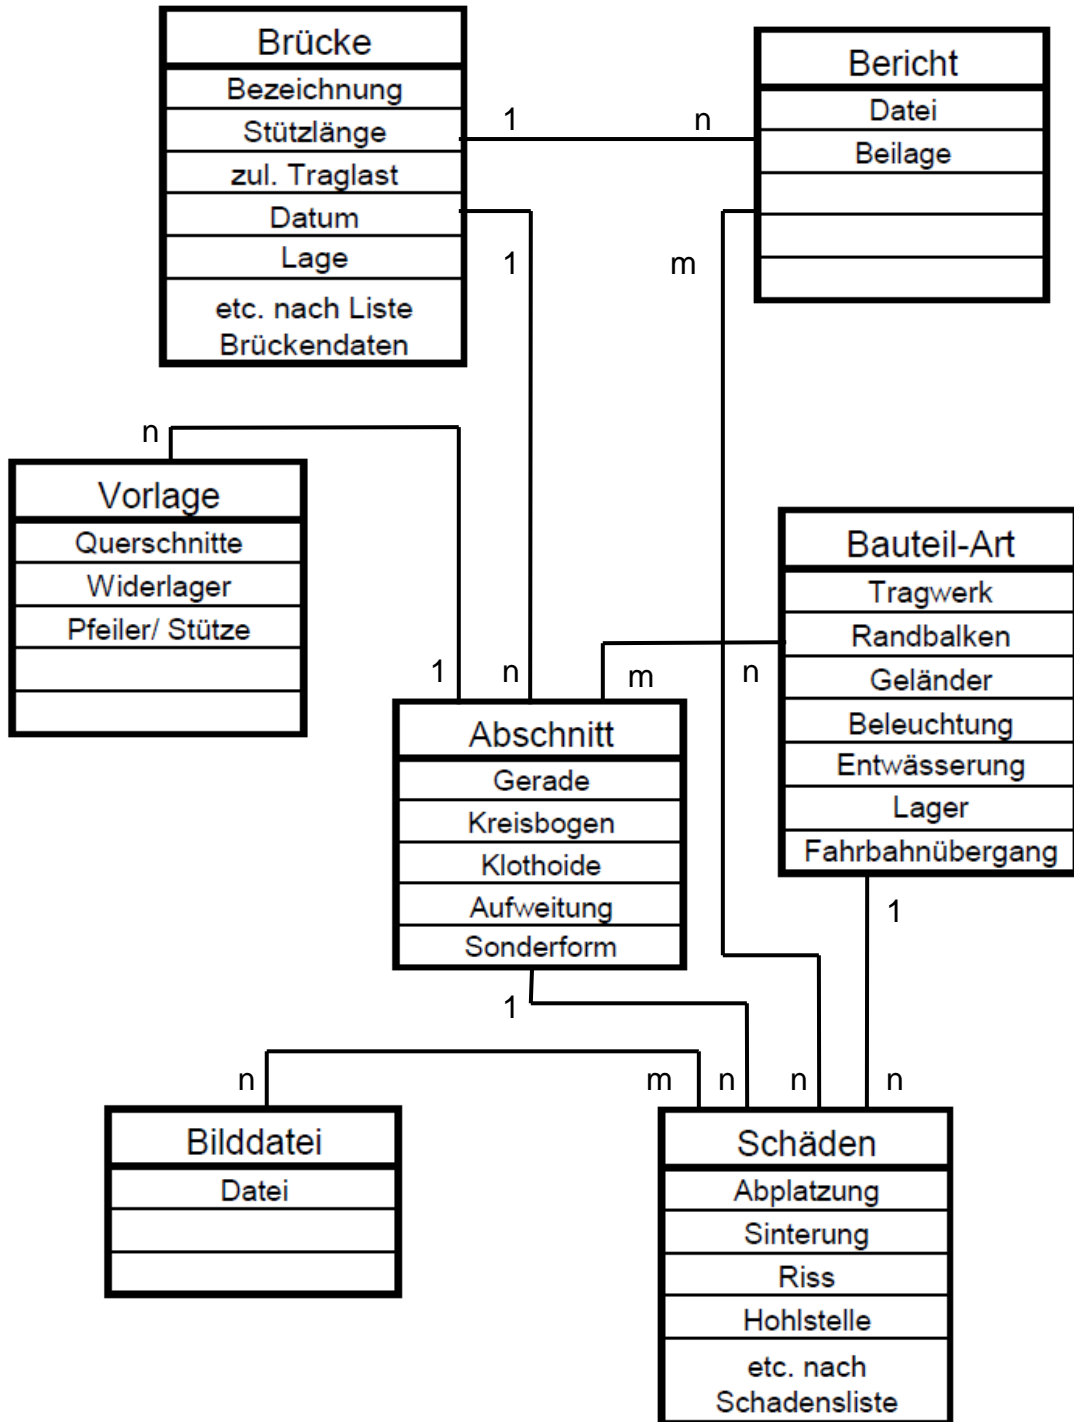 Brücke
Bezeichnung
Stützlänge
zul. Traglast
Datum
Lage
etc. nach Liste
Brückendaten
1
n
Bericht
Datei
Beilage
1
m
n
Vorlage
Querschnitte
Widerlager
Pfeiler/ Stütze
Bauteil-Art
Tragwerk
Randbalken
Geländer
Beleuchtung
Entwässerung
Lager
Fahrbahnübergang
1
n
m
n
Abschnitt
Gerade
Kreisbogen
Klothoide
Aufweitung
Sonderform
1
1
n
m
n
n
n
Bilddatei
Datei
Schäden
Abplatzung
Sinterung
Riss
Hohlstelle
etc. nach
Schadensliste